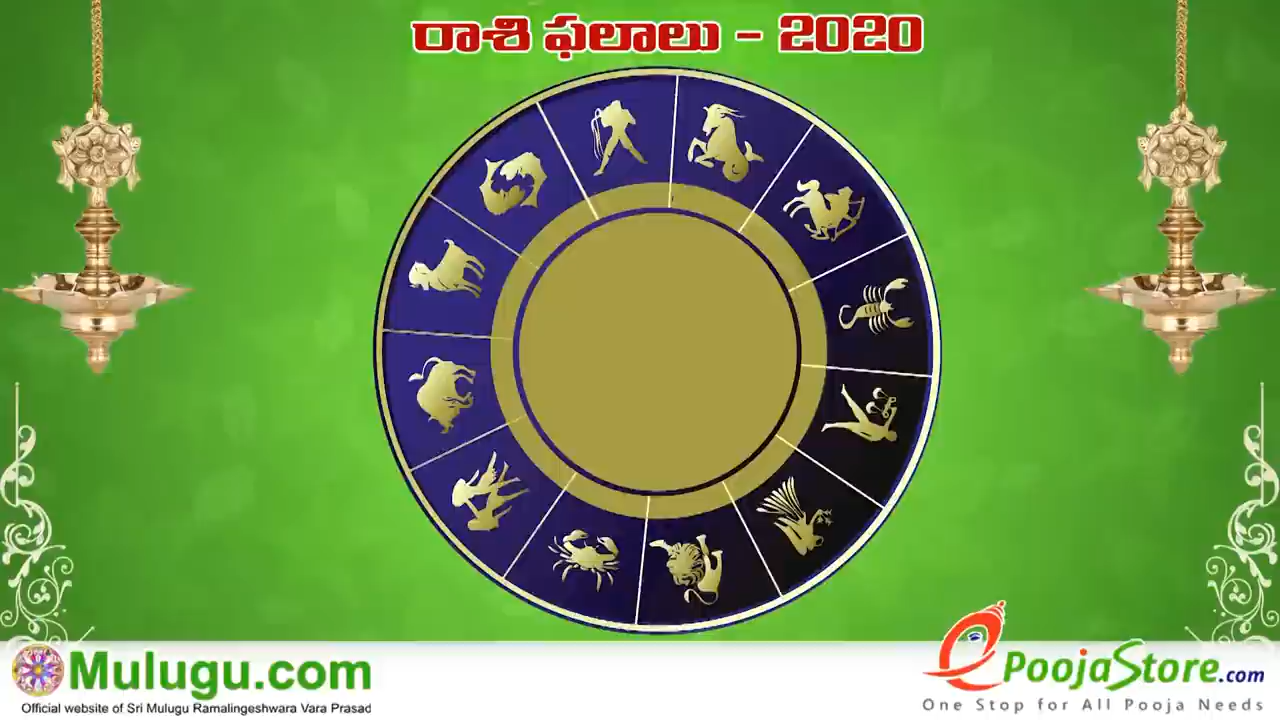 రాశి ఫలాలు - 2020
Mulugu.com
Official website of Sri Mulugu Ramalingeshwara Vara Prasad
ePoojaStore.com
One Stop for All Pooja Needs